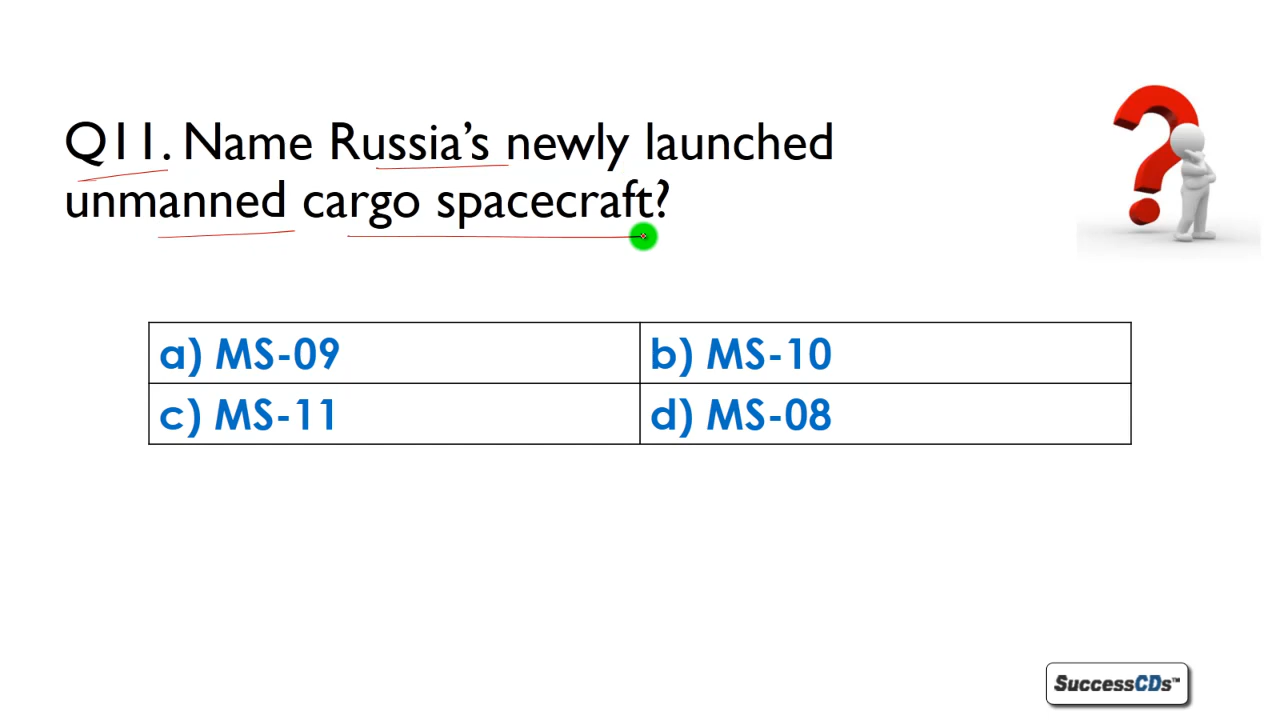 Q11. Name Russia’s newly launched
unmanned cargo spacecraft?
a) MS-09
b) MS-10
c) MS-11
d) MS-08
SuccessCDs™